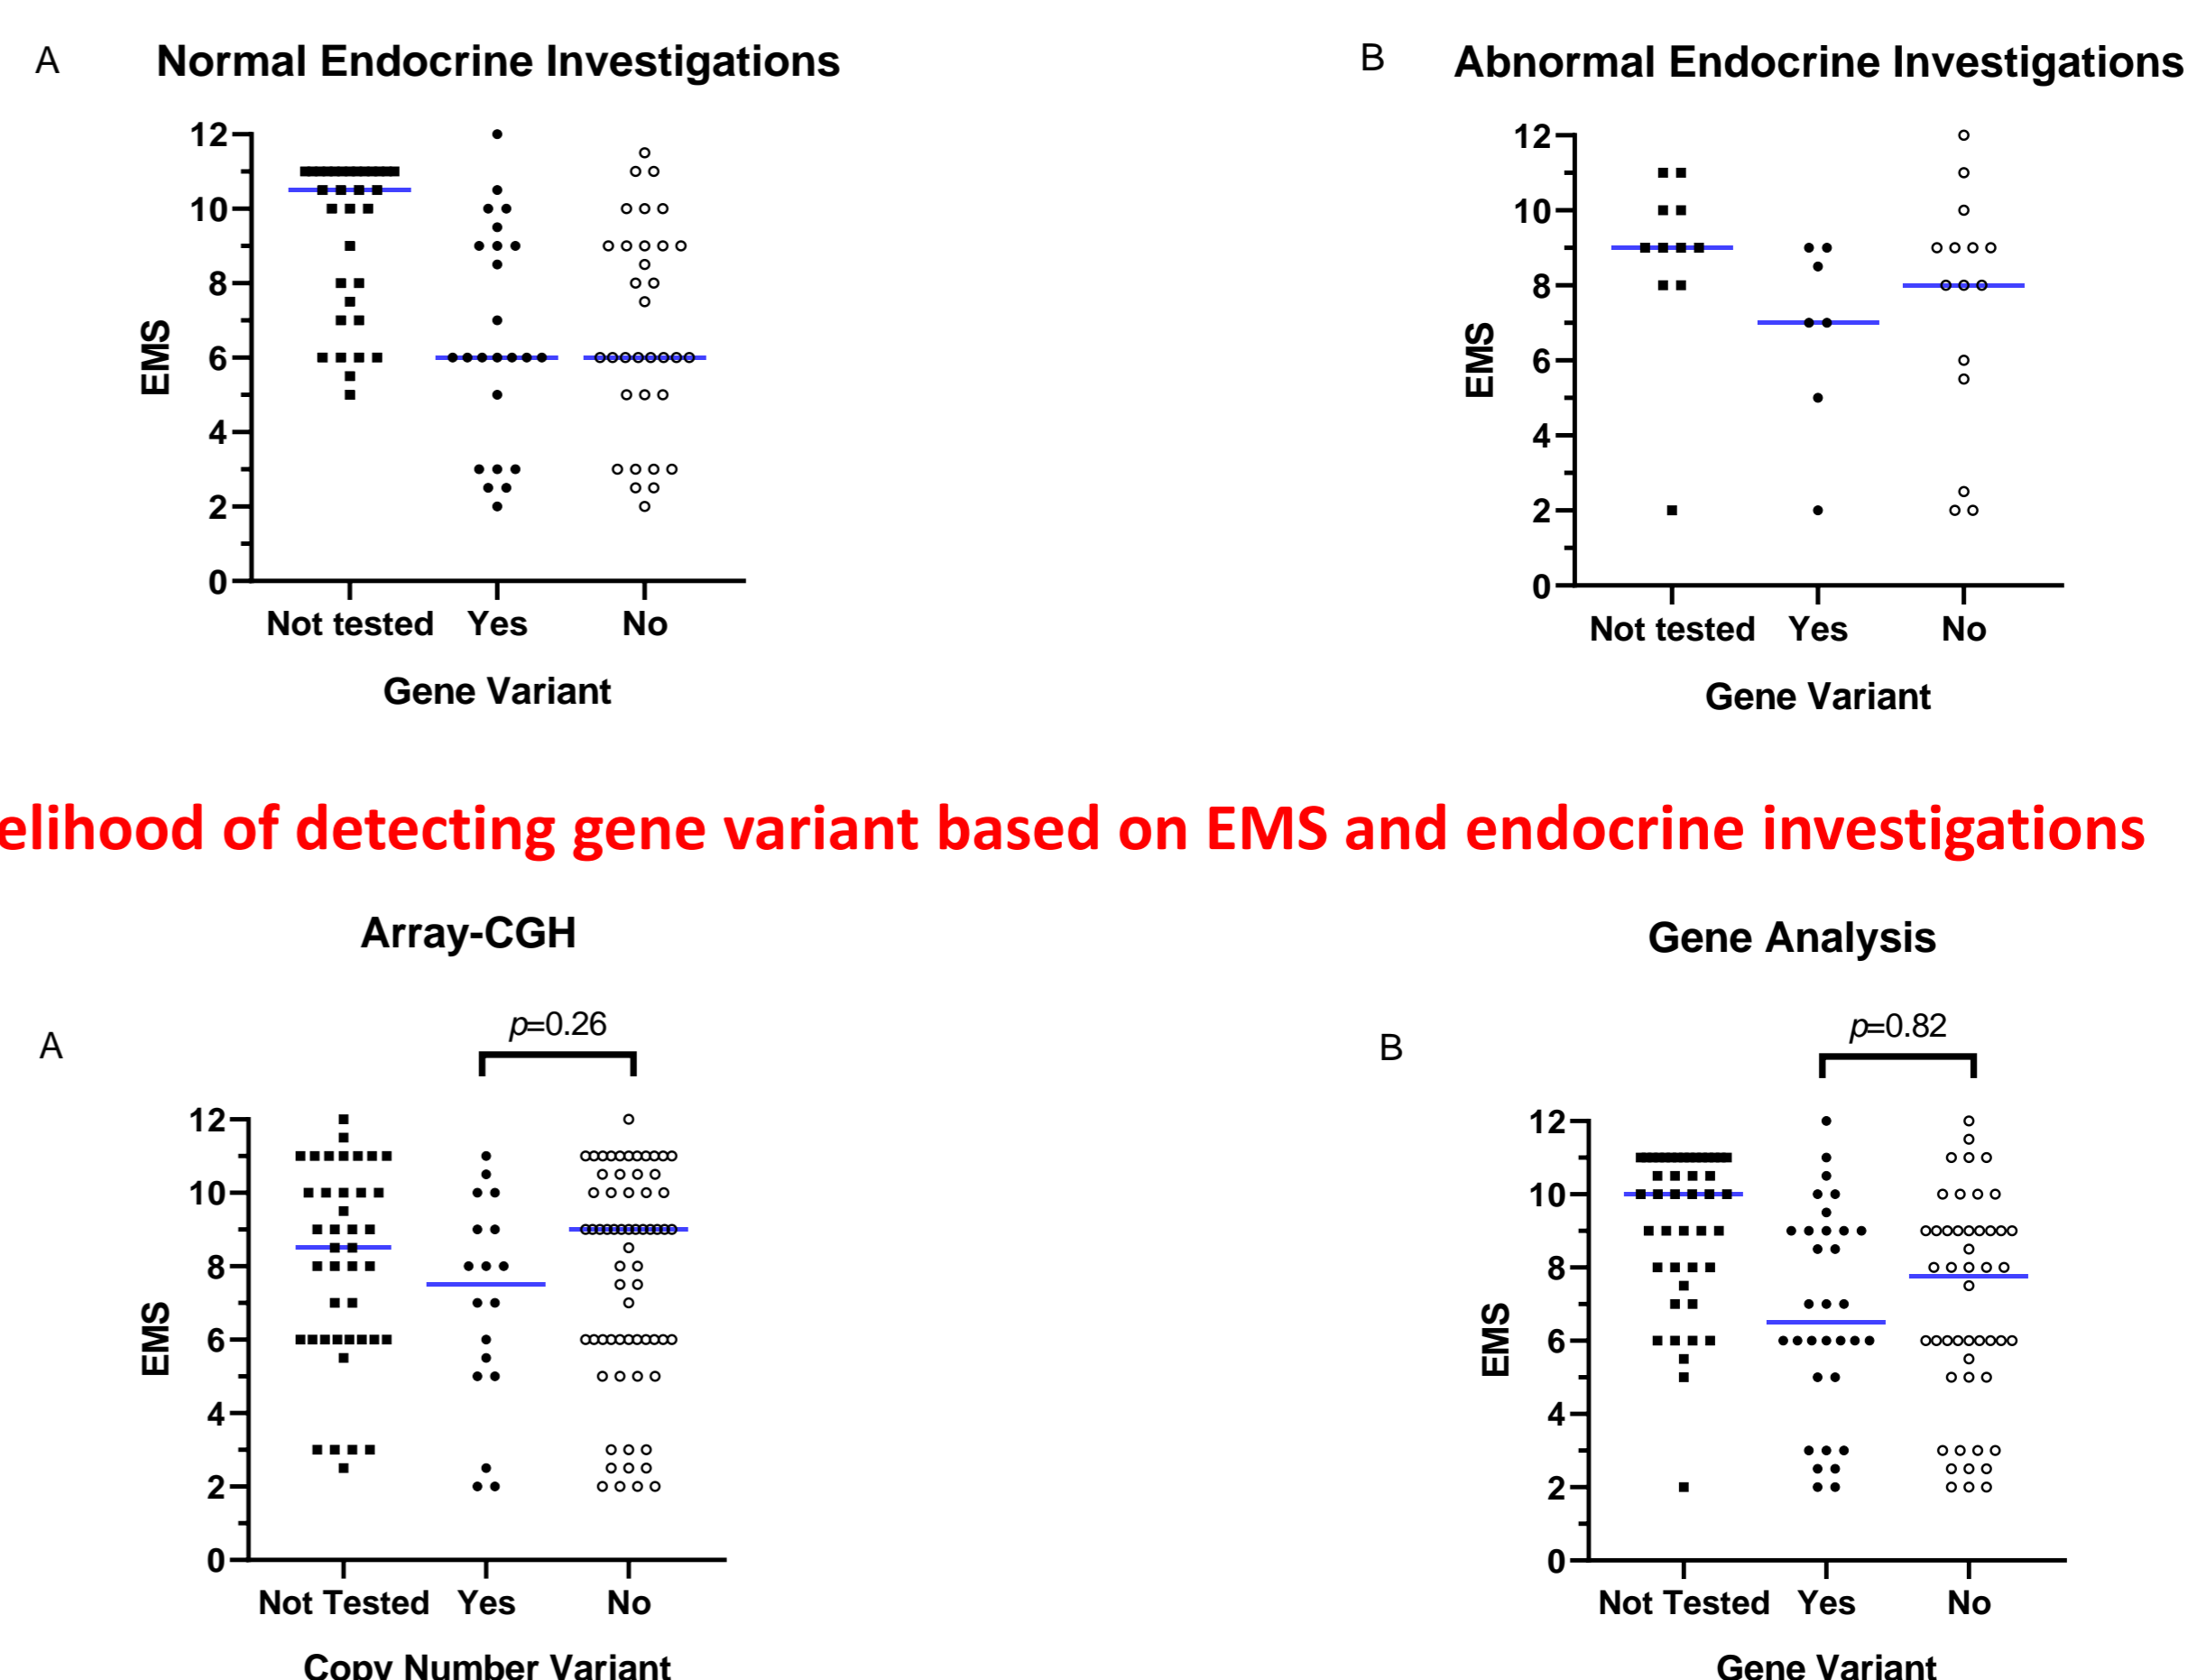 A
Normal Endocrine Investigations
12
10
8
6
4
2
0
EMS
Not tested Yes No
Gene Variant
B
Abnormal Endocrine Investigations
12
10
8
6
4
2
0
EMS
Not tested Yes No
Gene Variant
elihood of detecting gene variant based on EMS and endocrine investigations
Array-CGH
A
p=0.26
12
10
8
6
4
2
0
EMS
Not Tested Yes No
Copy Number Variant
Gene Analysis
B
p=0.82
12
10
8
6
4
2
0
EMS
Not Tested Yes No
Gene Variant